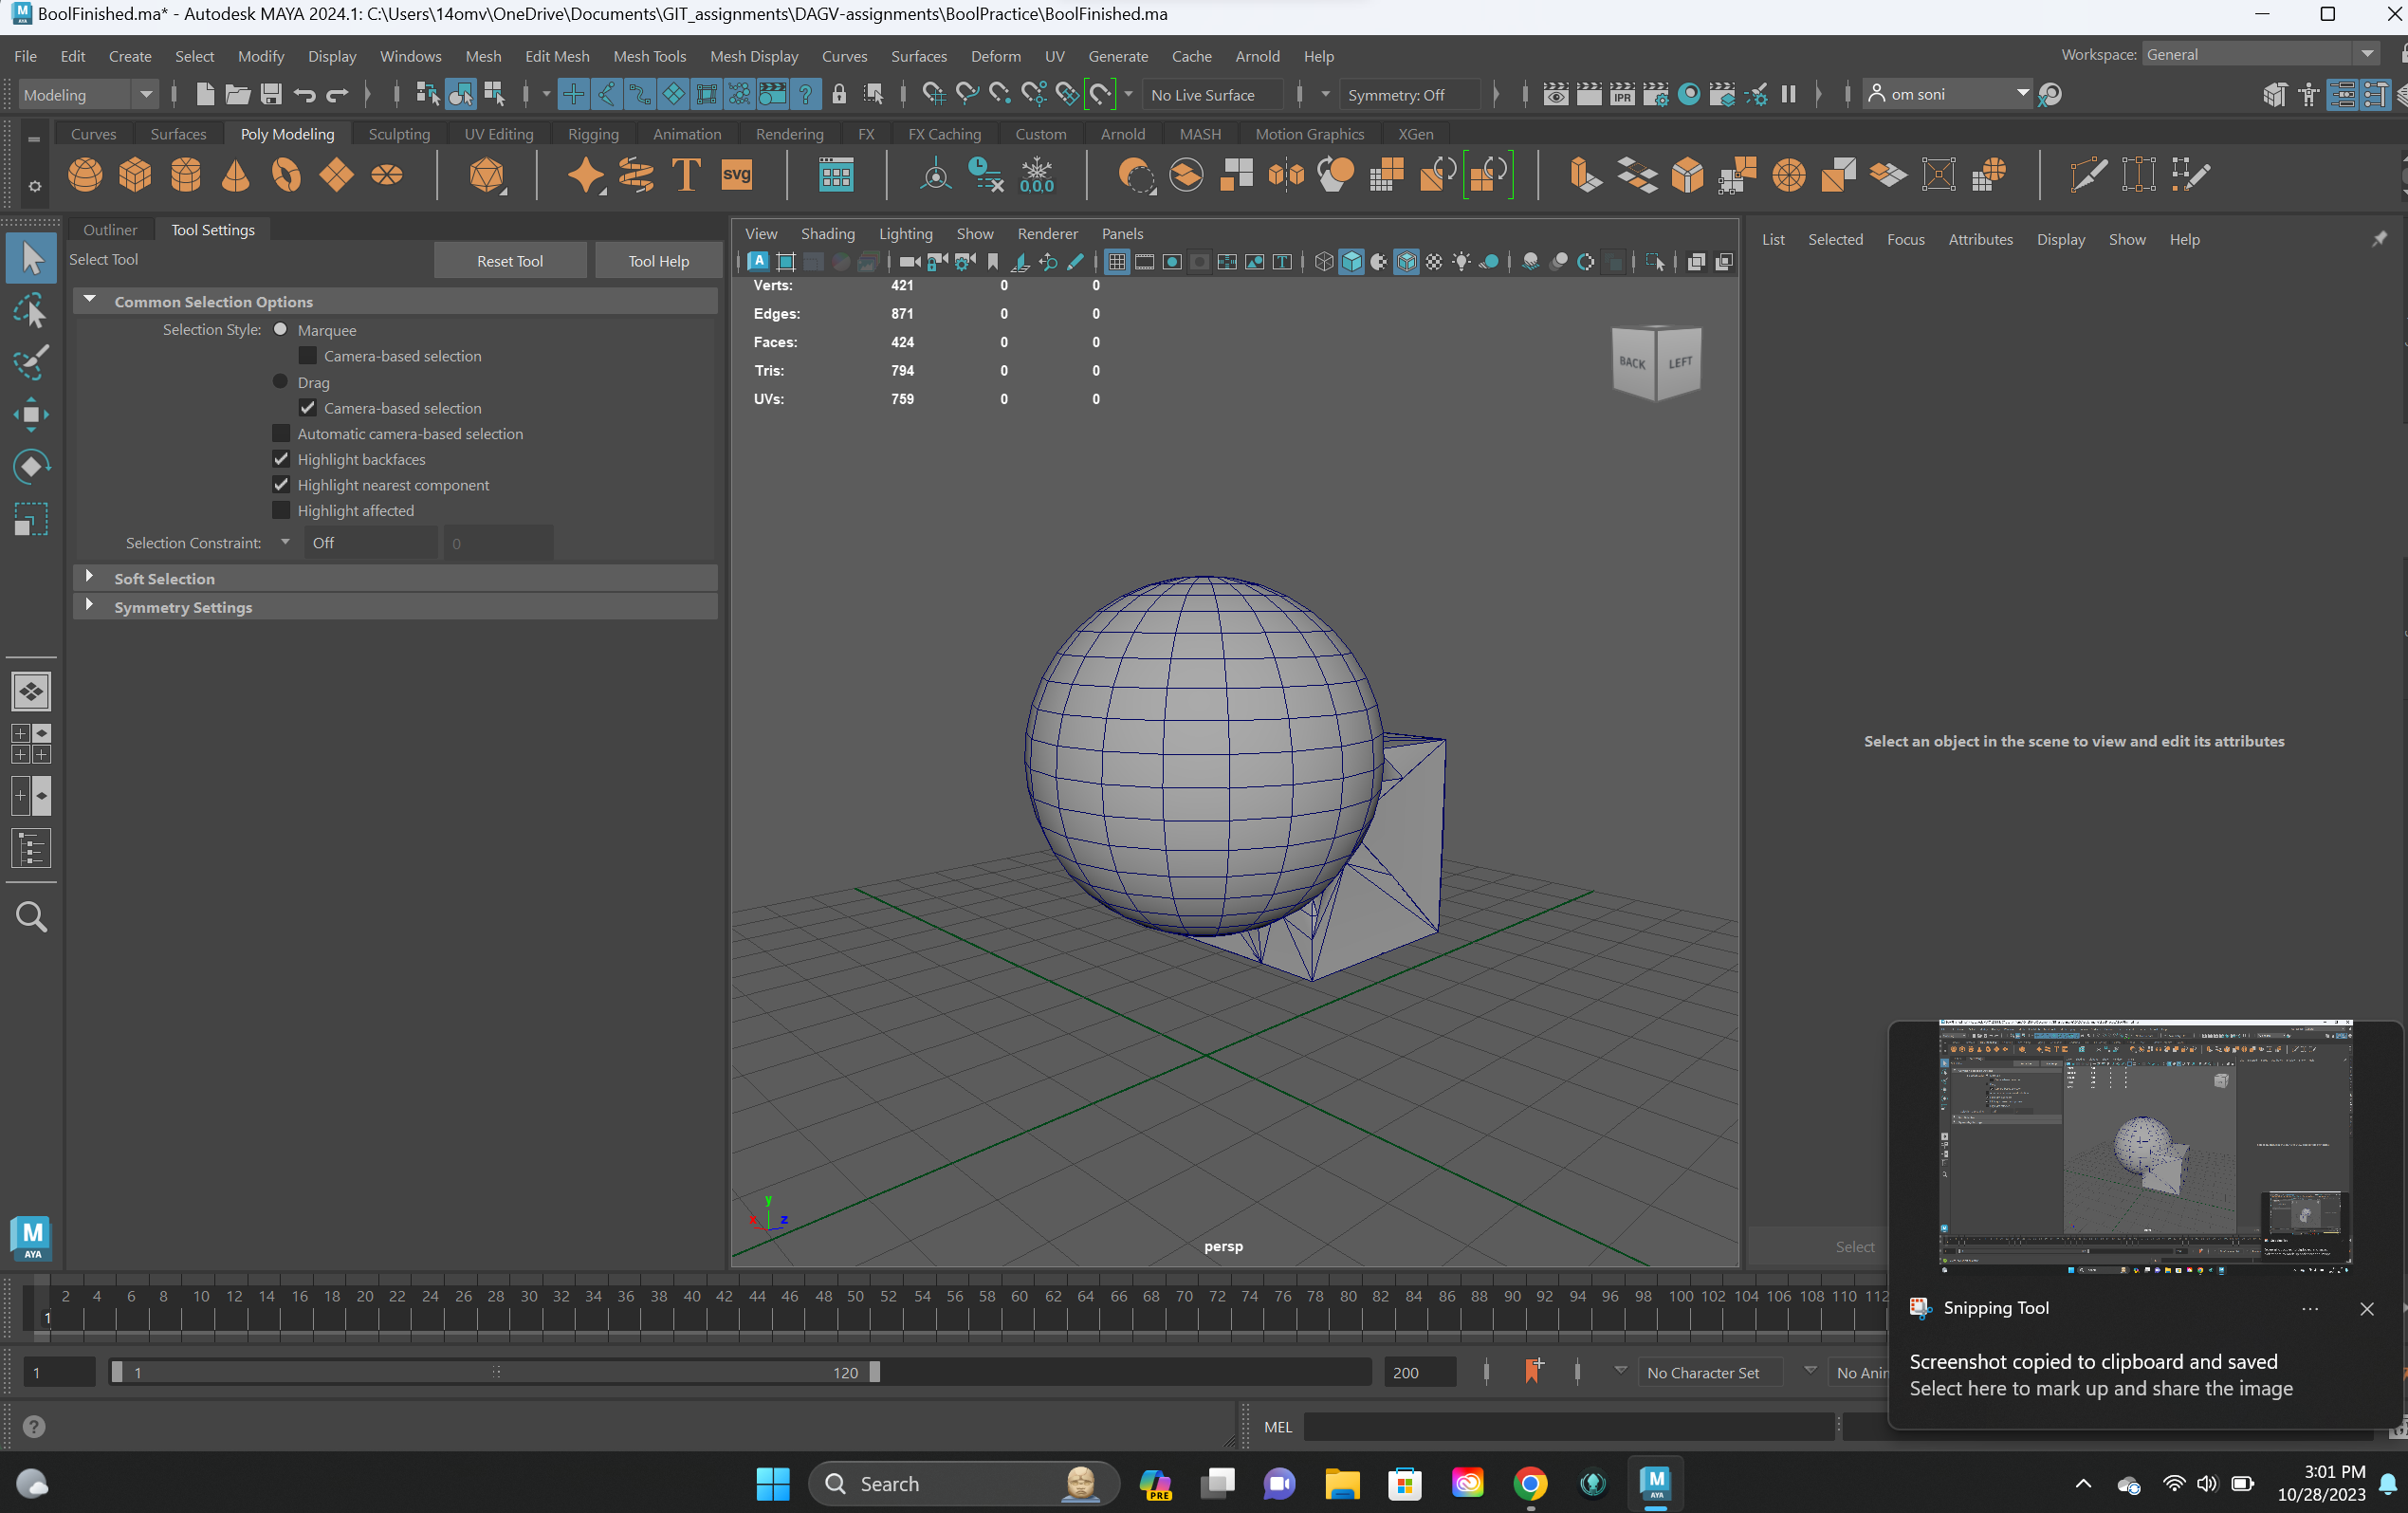 BoolFinished.ma* - Autodesk MAYA 2024.1: C:\Users\14omv\OneDrive\Documents\GIT_assignments\DAGV-assignments\BoolPractice\BoolFinished.ma
File Edit Create Select Modify Display Windows Mesh Edit Mesh Mesh Tools Mesh Display Curves Surfaces Deform UV Generate Cache Arnold Help Workspace: General
Modeling No Live Surface Symmetry: Off IPR om soni
Curves Surfaces Poly Modeling Sculpting UV Editing Rigging Animation Rendering FX FX Caching Custom Arnold MASH Motion Graphics XGen
T svg 0,0,0
Outliner Tool Settings
Select Tool Reset Tool Tool Help
Common Selection Options
Selection Style: Marquee
Camera-based selection
Drag
Camera-based selection
Automatic camera-based selection
Highlight backfaces
Highlight nearest component
Highlight affected
Selection Constraint: Off 0
Soft Selection
Symmetry Settings
View Shading Lighting Show Renderer Panels
Verts: 421 0 0
Edges: 871 0 0
Faces: 424 0 0
Tris: 794 0 0
UVs: 759 0 0
BACK LEFT
y
x z
persp
List Selected Focus Attributes Display Show Help
Select an object in the scene to view and edit its attributes
Select
M
AYA
2 4 6 8 10 12 14 16 18 20 22 24 26 28 30 32 34 36 38 40 42 44 46 48 50 52 54 56 58 60 62 64 66 68 70 72 74 76 78 80 82 84 86 88 90 92 94 96 98 100 102 104 106 108 110 112
1
1 1 120 200 No Character Set No Anim
MEL
Snipping Tool
Screenshot copied to clipboard and saved
Select here to mark up and share the image
Search PRE M AYA
3:01 PM
10/28/2023